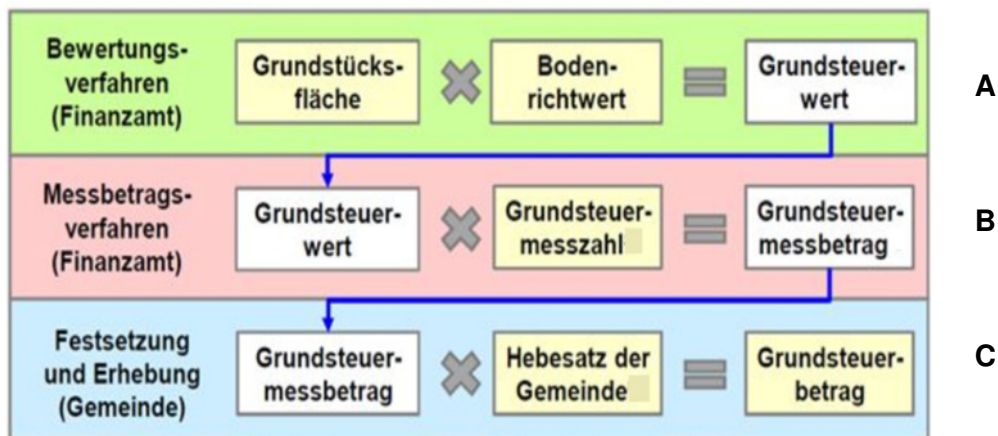 Bewertungs-
verfahren
(Finanzamt)
Grundstücks-
fläche
Boden-
richtwert
Grundsteuer-
wert
A
Messbetrags-
verfahren
(Finanzamt)
Grundsteuer-
wert
Grundsteuer-
messzahl
Grundsteuer-
messbetrag
B
Festsetzung
und Erhebung
(Gemeinde)
Grundsteuer-
messbetrag
Hebesatz der
Gemeinde
Grundsteuer-
betrag
C